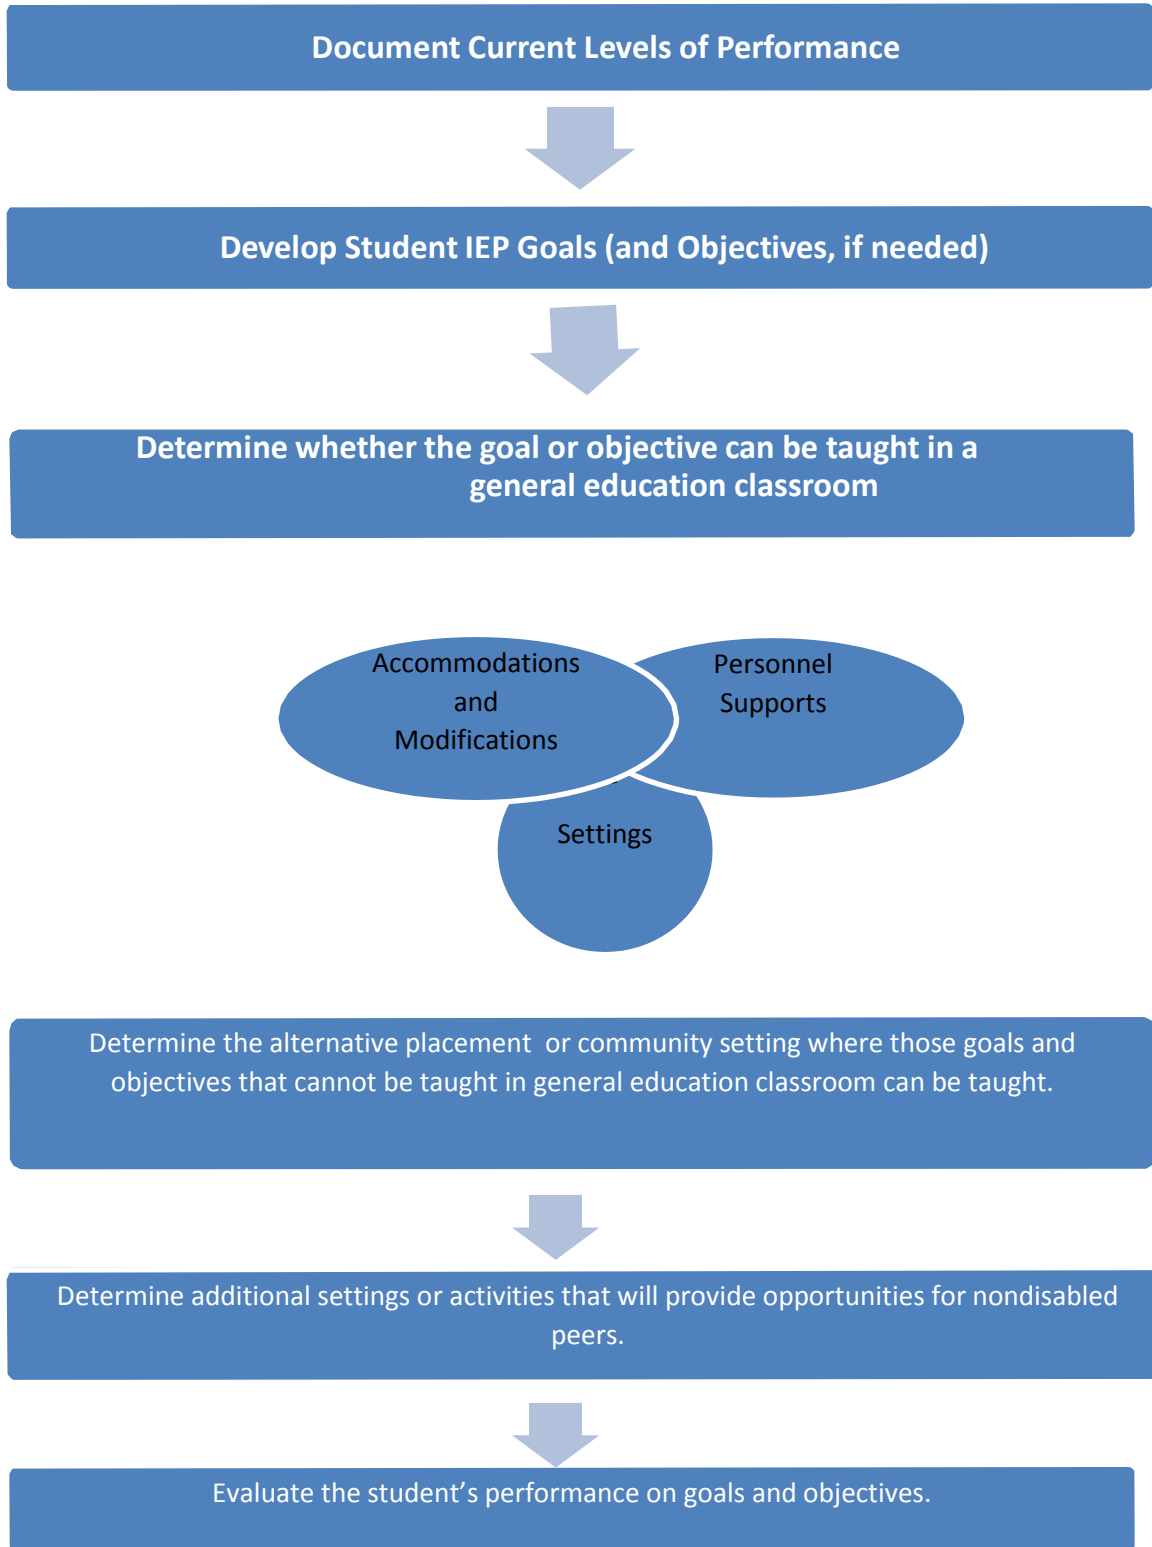 Document Current Levels of Performance
Develop Student IEP Goals (and Objectives, if needed)
Determine whether the goal or objective can be taught in a
general education classroom
Accommodations
and
Modifications
Personnel
Supports
Settings
Determine the alternative placement or community setting where those goals and
objectives that cannot be taught in general education classroom can be taught.
Determine additional settings or activities that will provide opportunities for nondisabled
peers.
Evaluate the student’s performance on goals and objectives.